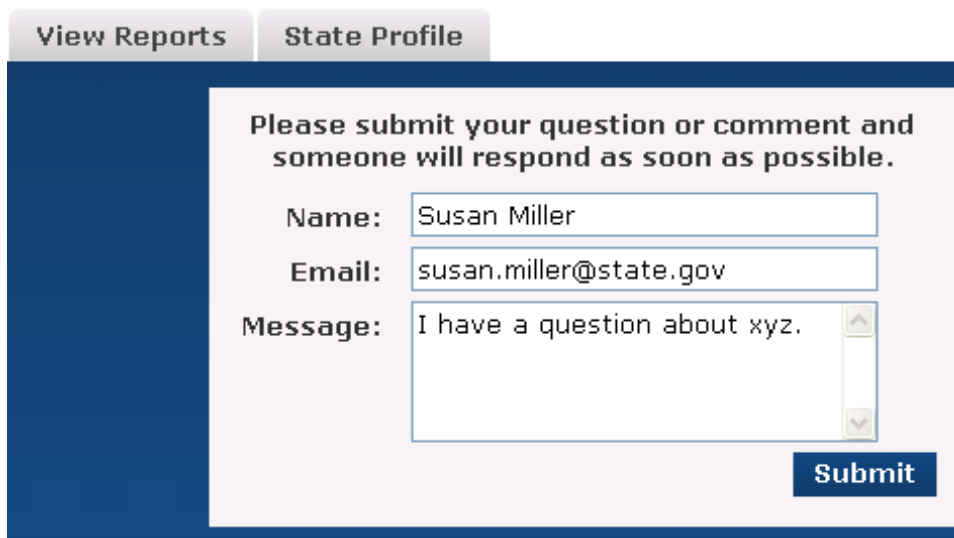 View Reports State Profile
Please submit your question or comment and
someone will respond as soon as possible.
Name: Susan Miller
Email: susan.miller@state.gov
Message: I have a question about xyz.
Submit